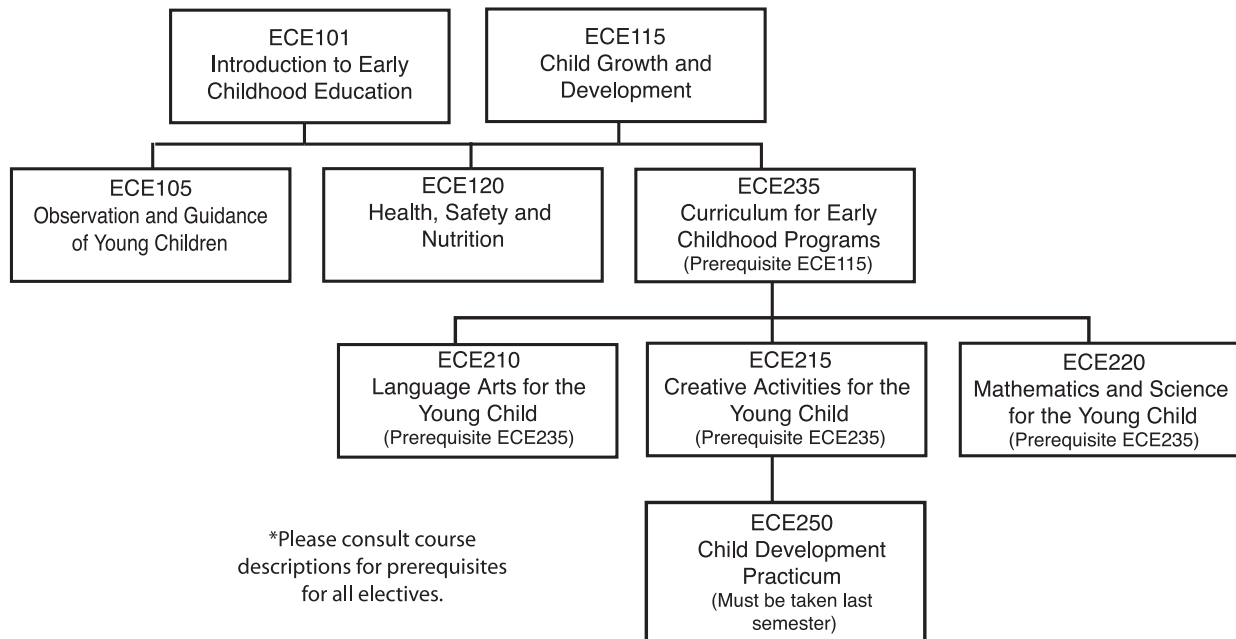 ECE101
Introduction to Early
Childhood Education
ECE115
Child Growth and
Development
ECE105
Observation and Guidance
of Young Children
ECE120
Health, Safety and
Nutrition
ECE235
Curriculum for Early
Childhood Programs
(Prerequisite ECE115)
ECE210
Language Arts for the
Young Child
(Prerequisite ECE235)
ECE215
Creative Activities for the
Young Child
(Prerequisite ECE235)
ECE220
Mathematics and Science
for the Young Child
(Prerequisite ECE235)
*Please consult course
descriptions for prerequisites
for all electives.
ECE250
Child Development
Practicum
(Must be taken last
semester)